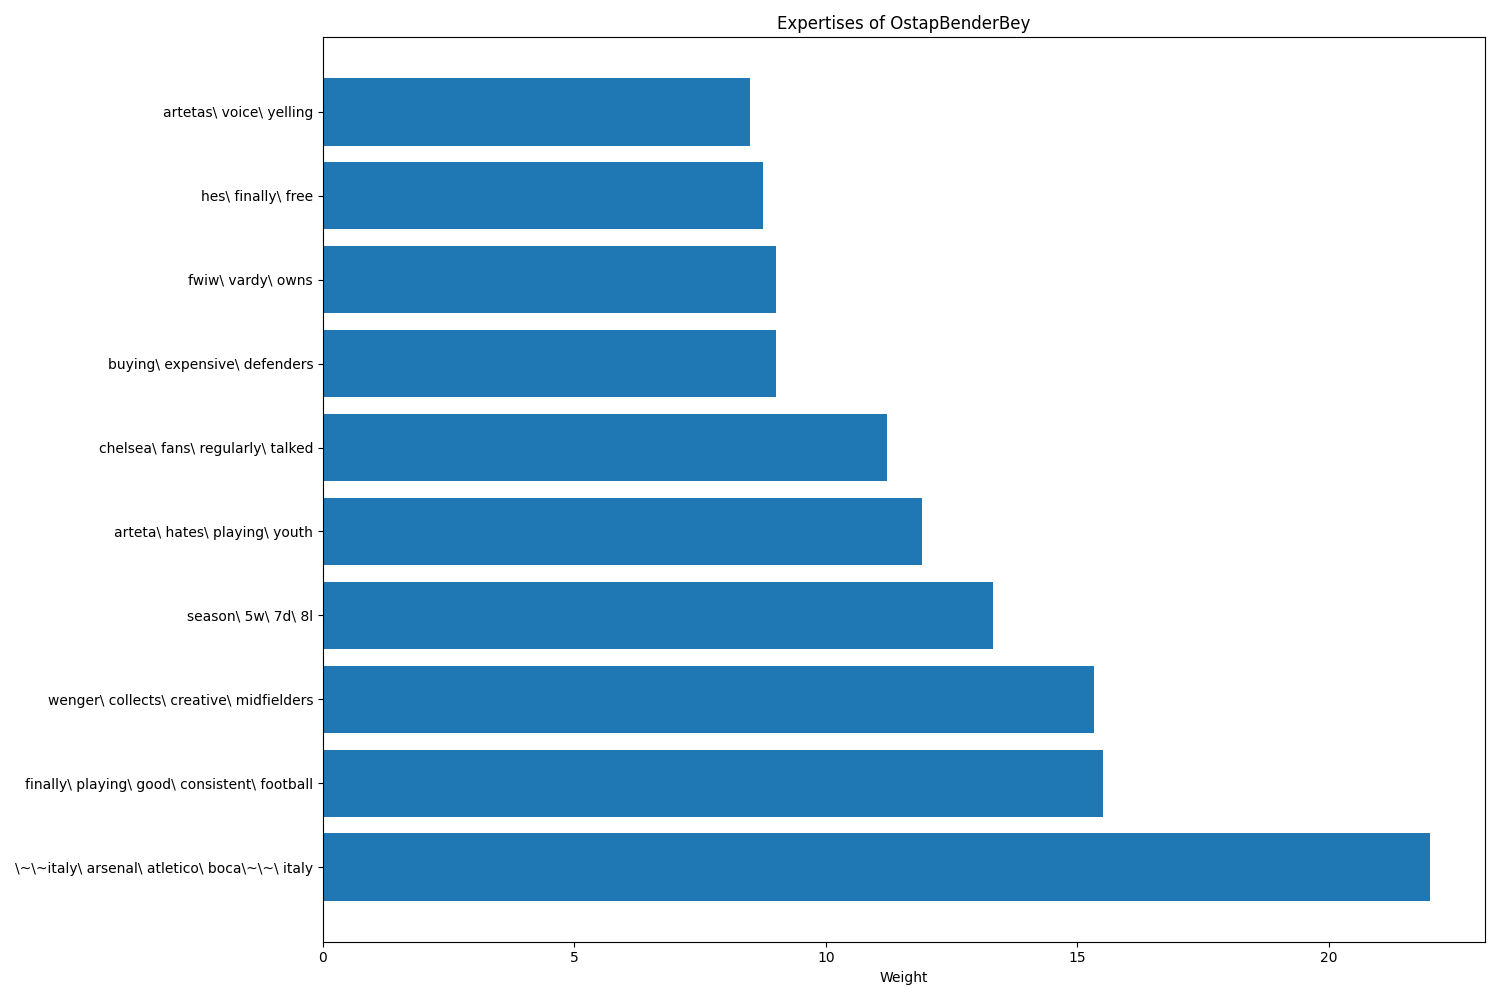 Expertises of OstapBenderBey
artetas\ voice\ yelling
hes\ finally\ free
fwiw\ vardy\ owns
buying\ expensive\ defenders
chelsea\ fans\ regularly\ talked
arteta\ hates\ playing\ youth
season\ 5w\ 7d\ 8l
wenger\ collects\ creative\ midfielders
finally\ playing\ good\ consistent\ football
\~\~italy\ arsenal\ atletico\ boca\~\~\ italy
0 5 10 15 20
Weight